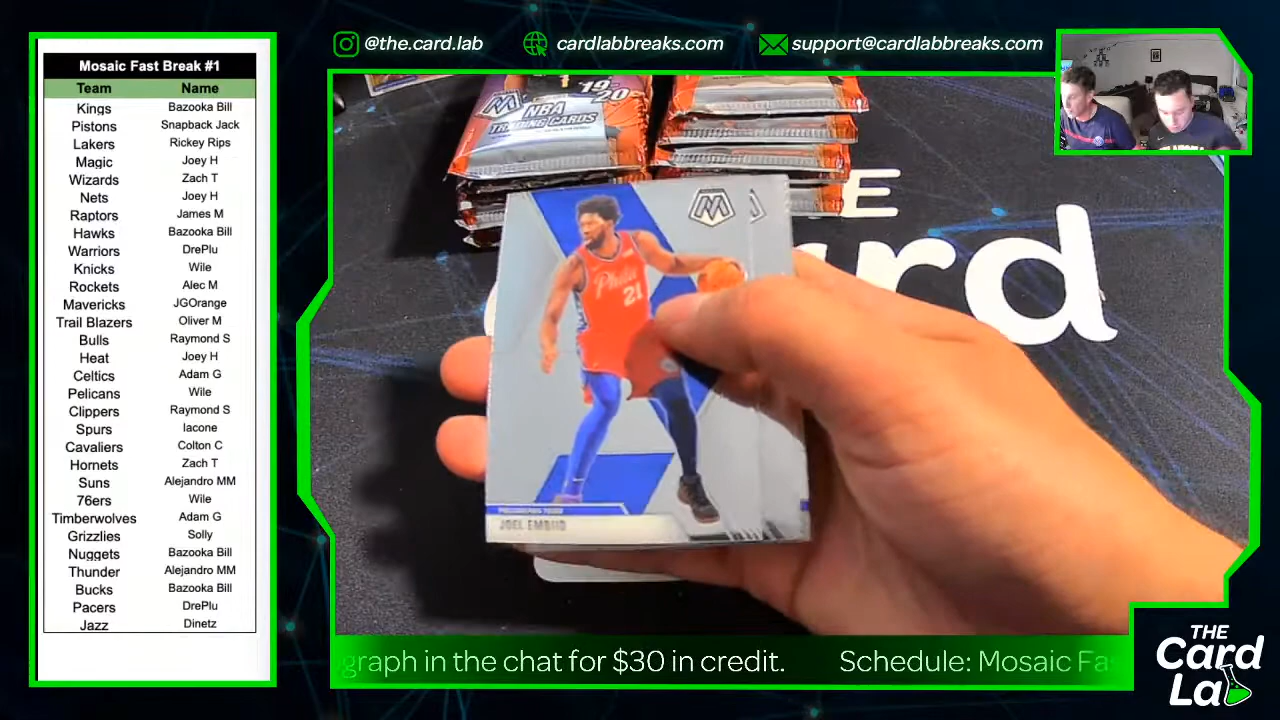 Mosaic Fast Break #1
Team Name
Kings Bazooka Bill
Pistons Snapback Jack
Lakers Rickey Rips
Magic Joey H
Wizards Zach T
Nets Joey H
Raptors James M
Hawks Bazooka Bill
Warriors DrePlu
Knicks Wile
Rockets Alec M
Mavericks JGOrange
Trail Blazers Oliver M
Bulls Raymond S
Heat Joey H
Celtics Adam G
Pelicans Wile
Clippers Raymond S
Spurs Iacone
Cavaliers Colton C
Hornets Zach T
Suns Alejandro MM
76ers Wile
Timberwolves Adam G
Grizzlies Solly
Nuggets Bazooka Bill
Thunder Alejandro MM
Bucks Bazooka Bill
Pacers DrePlu
Jazz Dinetz
@the.card.lab
cardlabbreaks.com
support@cardlabbreaks.com
19
20
NBA
TRADING CARDS
E
ard
Phila
21
JOEL EMBIID
graph in the chat for $30 in credit. Schedule: Mosaic Fa
THE
Card
Lab